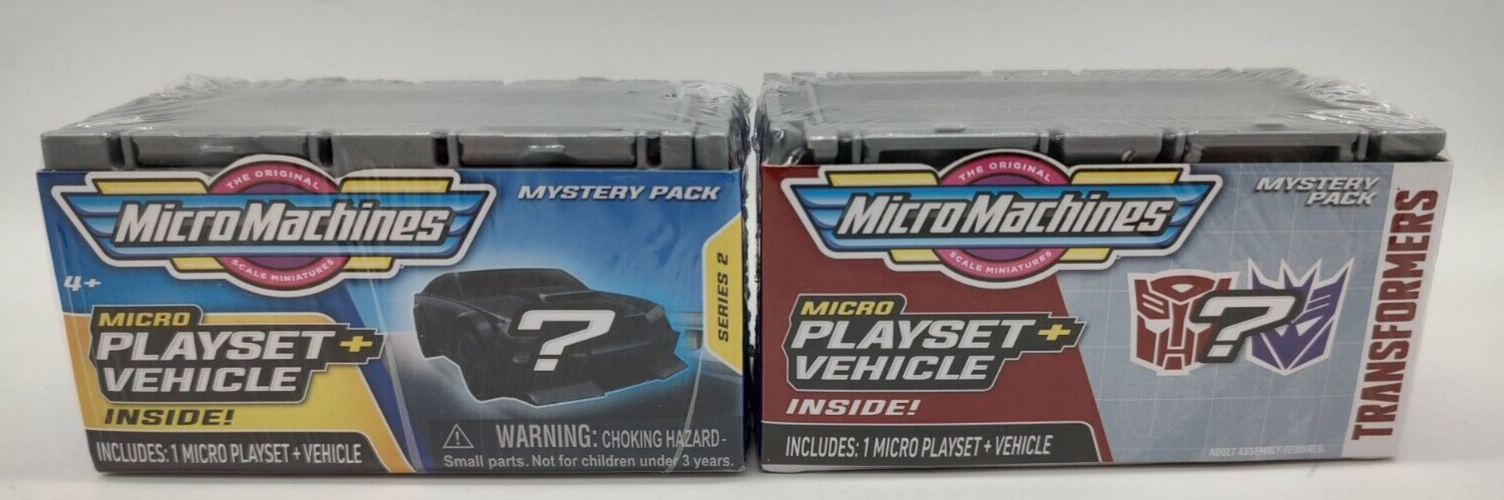 THE ORIGINAL
MicroMachines
SCALE MINIATURES
MYSTERY PACK
4+
SERIES 2
MICRO
PLAYSET +
VEHICLE
INSIDE!
?
INCLUDES: 1 MICRO PLAYSET + VEHICLE
WARNING: CHOKING HAZARD -
Small parts. Not for children under 3 years.
THE ORIGINAL
MicroMachines
SCALE MINIATURES
MYSTERY
PACK
TRANSFORMERS
MICRO
PLAYSET +
VEHICLE
INSIDE!
?
INCLUDES: 1 MICRO PLAYSET + VEHICLE
ADULT ASSEMBLY REQUIRED.